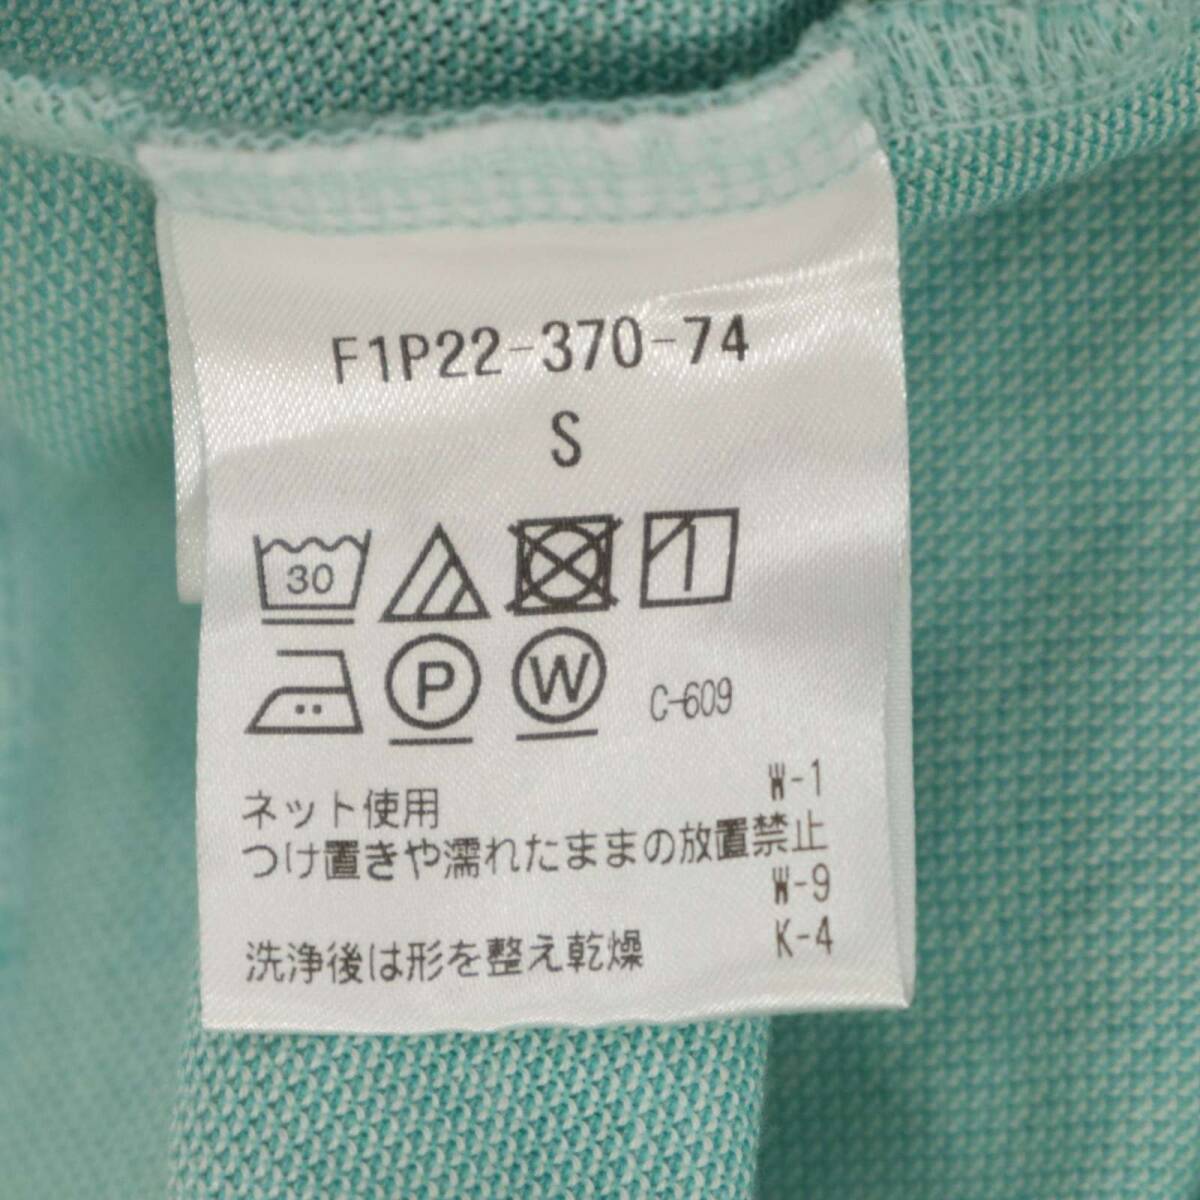 F1P22-370-74
S
30
P W C-609
W-1
ネット使用
つけ置きや濡れたままの放置禁止
W-9
K-4
洗浄後は形を整え乾燥